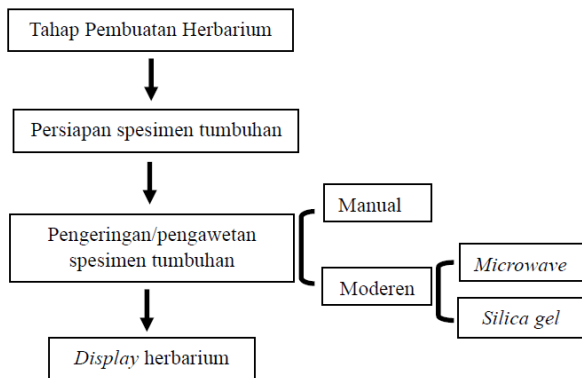 Tahap Pembuatan Herbarium
Persiapan spesimen tumbuhan
Pengeringan/pengawetan
spesimen tumbuhan
Manual
Moderen
Microwave
Silica gel
Display herbarium